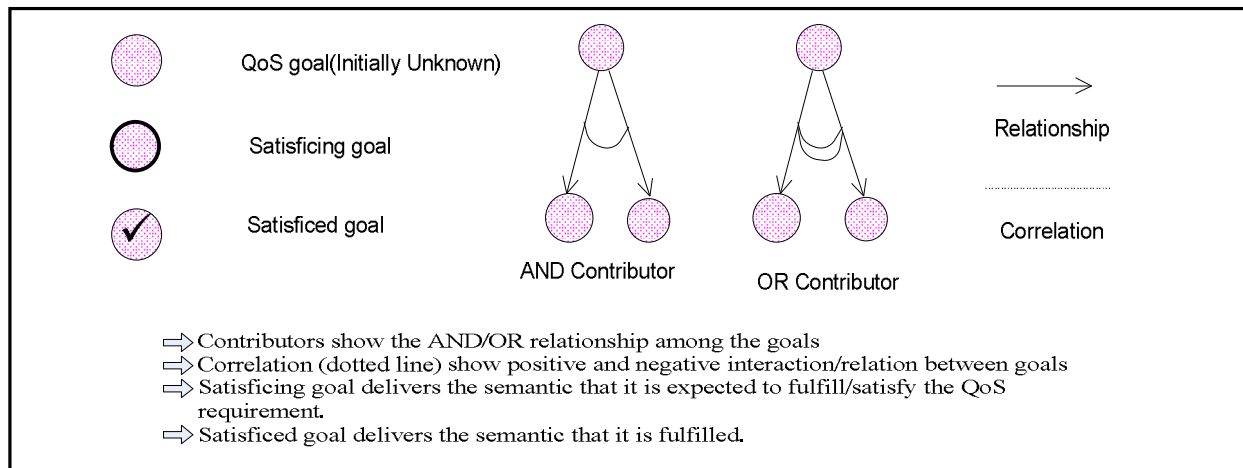 QoS goal(Initially Unknown)
Satisficing goal
Satisficed goal
AND Contributor
OR Contributor
Relationship
Correlation
Contributors show the AND/OR relationship among the goals
Correlation (dotted line) show positive and negative interaction/relation between goals
Satisficing goal delivers the semantic that it is expected to fulfill/satisfy the QoS
requirement.
Satisficed goal delivers the semantic that it is fulfilled.